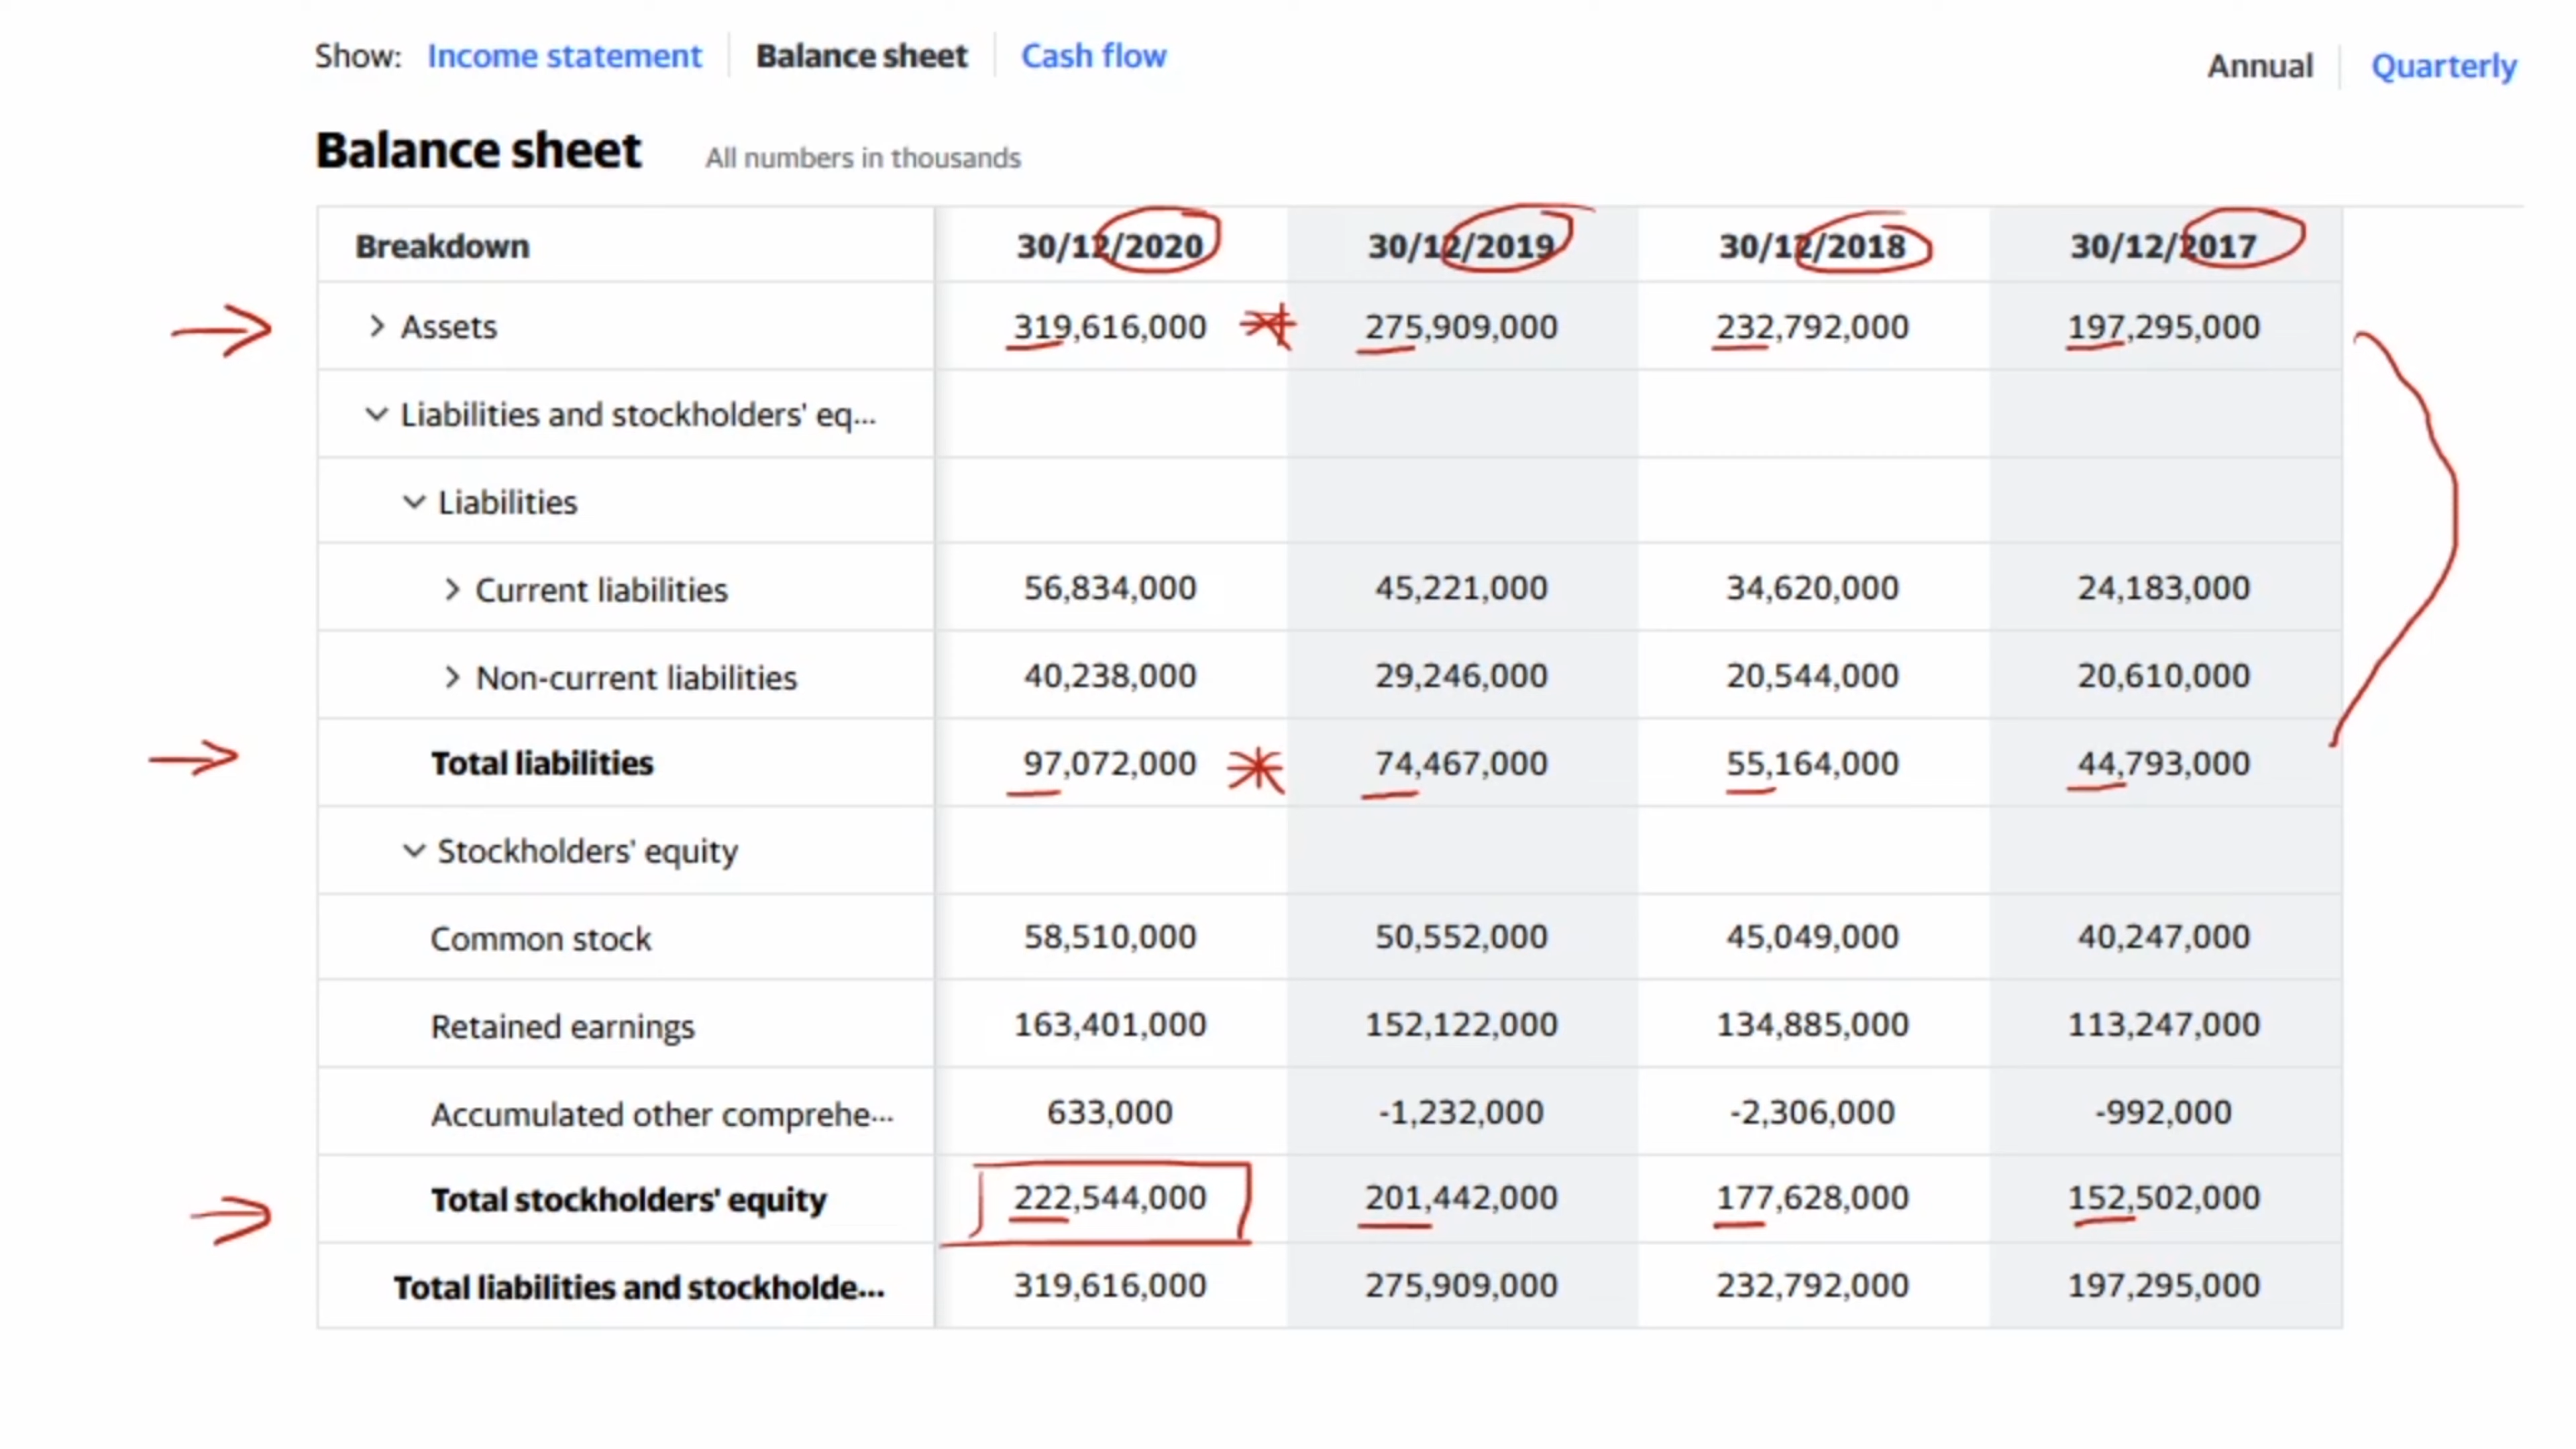 Show: Income statement Balance sheet Cash flow Annual Quarterly
Balance sheet All numbers in thousands
Breakdown 30/12/2020 30/12/2019 30/12/2018 30/12/2017
Assets 319,616,000 275,909,000 232,792,000 197,295,000
Liabilities and stockholders' eq...
Liabilities
Current liabilities 56,834,000 45,221,000 34,620,000 24,183,000
Non-current liabilities 40,238,000 29,246,000 20,544,000 20,610,000
Total liabilities 97,072,000 74,467,000 55,164,000 44,793,000
Stockholders' equity
Common stock 58,510,000 50,552,000 45,049,000 40,247,000
Retained earnings 163,401,000 152,122,000 134,885,000 113,247,000
Accumulated other comprehe... 633,000 -1,232,000 -2,306,000 -992,000
Total stockholders' equity 222,544,000 201,442,000 177,628,000 152,502,000
Total liabilities and stockholde... 319,616,000 275,909,000 232,792,000 197,295,000